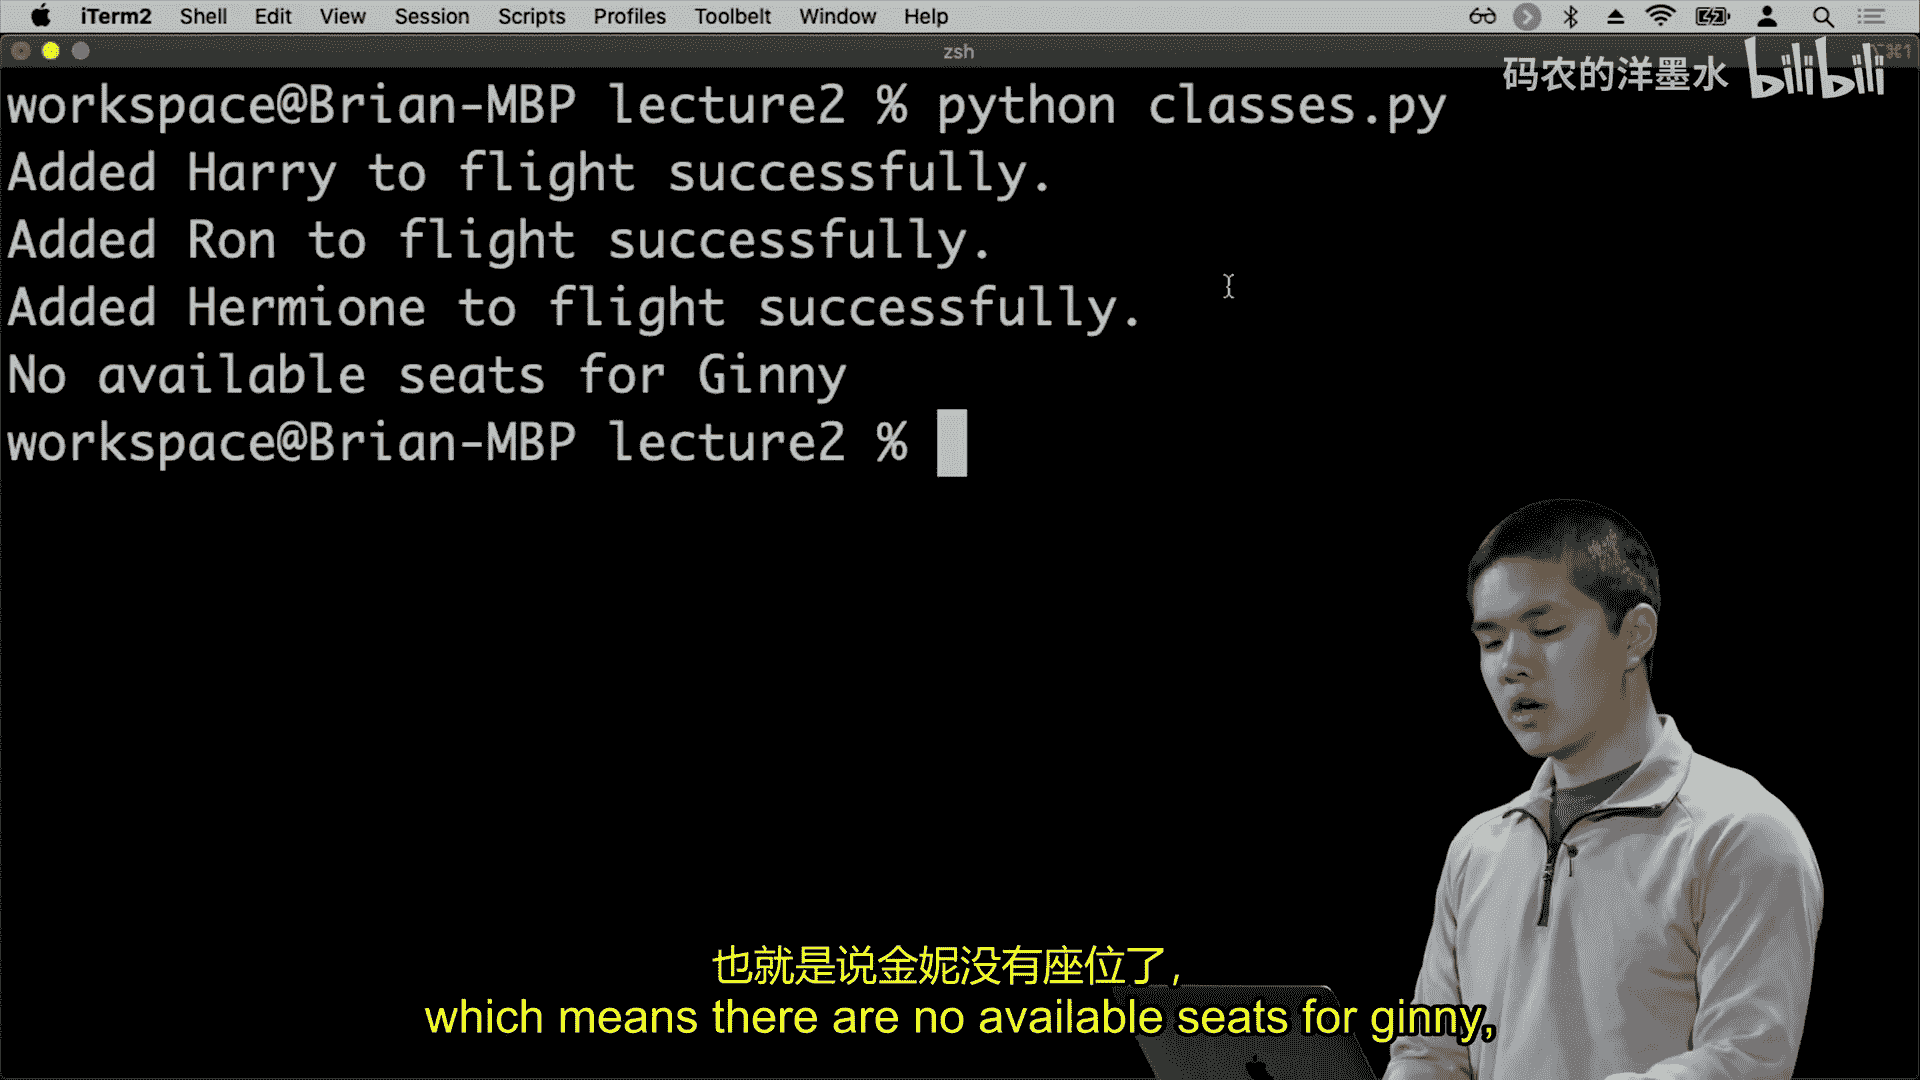 iTerm2 Shell Edit View Session Scripts Profiles Toolbelt Window Help
zsh
⌥⌘1
码农的洋墨水 bilibili
workspace@Brian-MBP lecture2 % python classes.py
Added Harry to flight successfully.
Added Ron to flight successfully.
Added Hermione to flight successfully.
No available seats for Ginny
workspace@Brian-MBP lecture2 %
也就是说金妮没有座位了，
which means there are no available seats for ginny,